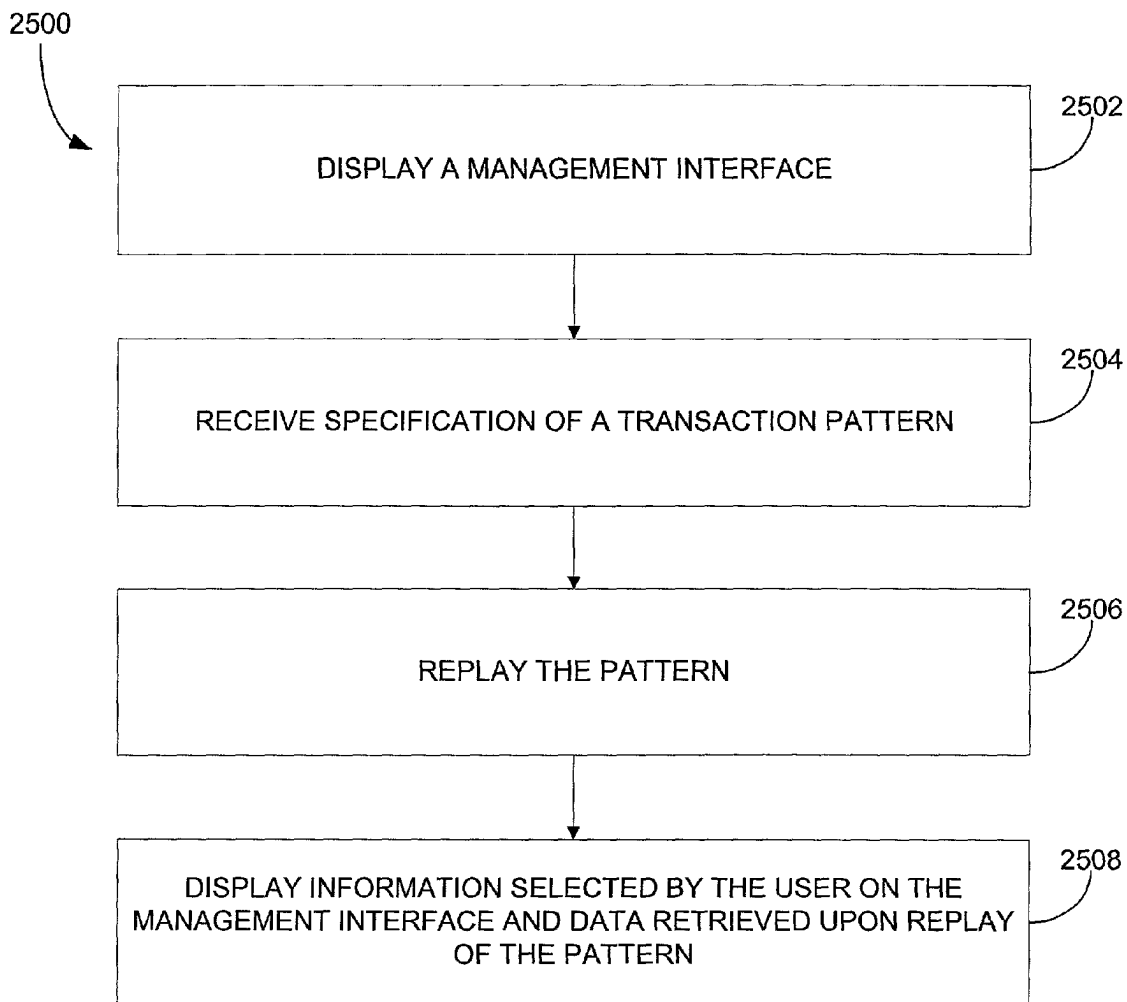 2500
2502
DISPLAY A MANAGEMENT INTERFACE
2504
RECEIVE SPECIFICATION OF A TRANSACTION PATTERN
2506
REPLAY THE PATTERN
2508
DISPLAY INFORMATION SELECTED BY THE USER ON THE
MANAGEMENT INTERFACE AND DATA RETRIEVED UPON REPLAY
OF THE PATTERN